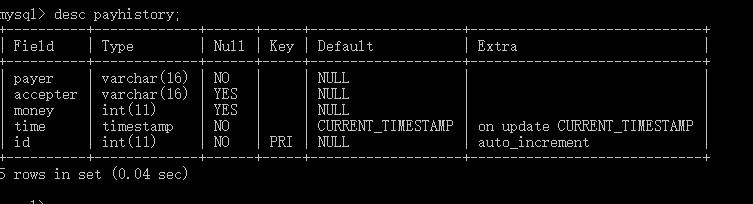 mysql> desc payhistory;
| Field | Type | Null | Key | Default | Extra |
| payer | varchar(16) | NO | | NULL | |
| accepter | varchar(16) | YES | | NULL | |
| money | int(11) | YES | | NULL | |
| time | timestamp | NO | | CURRENT_TIMESTAMP | on update CURRENT_TIMESTAMP |
| id | int(11) | NO | PRI | NULL | auto_increment |
5 rows in set (0.04 sec)